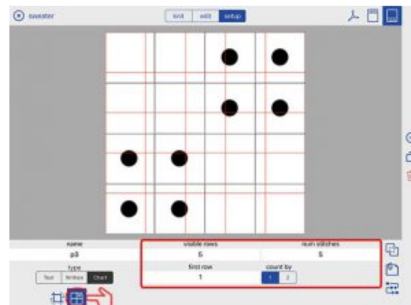 sweater
knit edit setup
name visible rows num stitches
p3 5 5
type first row count by
Text Written Chart 1 1 2